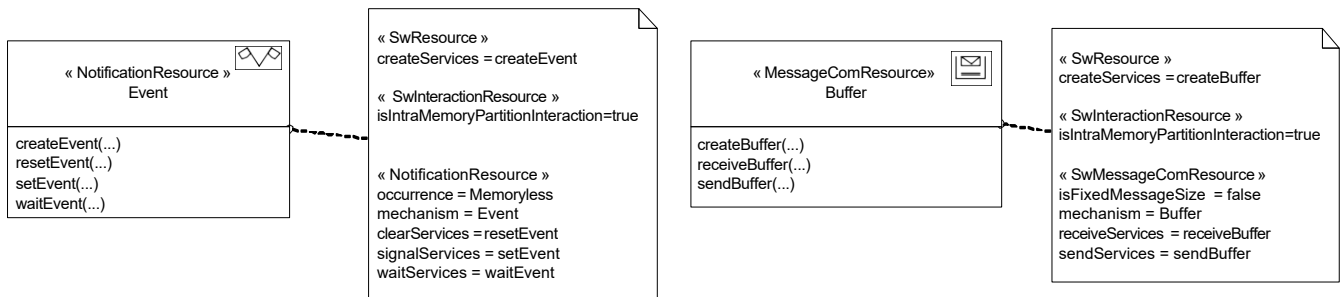 « NotificationResource »
Event
createEvent(...)
resetEvent(...)
setEvent(...)
waitEvent(...)
« SwResource »
createServices = createEvent
« SwInteractionResource »
isIntraMemoryPartitionInteraction=true
« NotificationResource »
occurrence = Memoryless
mechanism = Event
clearServices = resetEvent
signalServices = setEvent
waitServices = waitEvent
« MessageComResource»
Buffer
createBuffer(...)
receiveBuffer(...)
sendBuffer(...)
« SwResource »
createServices = createBuffer
« SwInteractionResource »
isIntraMemoryPartitionInteraction=true
« SwMessageComResource »
isFixedMessageSize = false
mechanism = Buffer
receiveServices = receiveBuffer
sendServices = sendBuffer